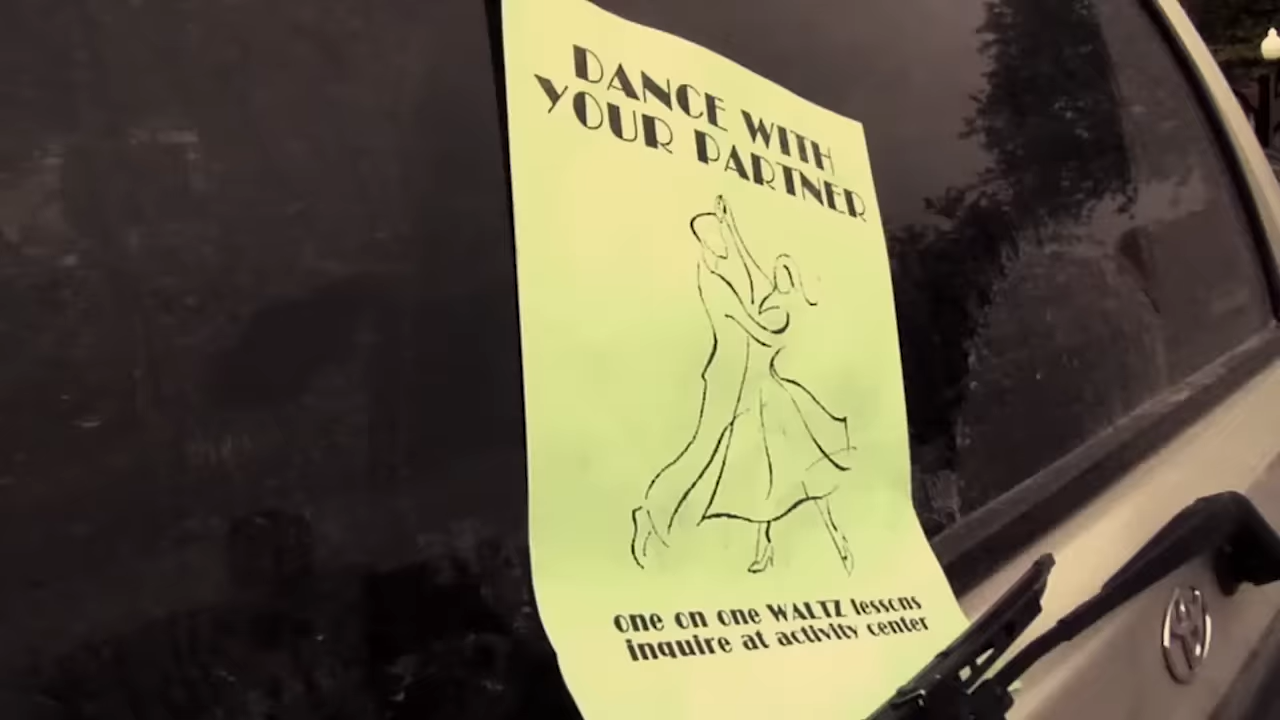 DANCE WITH
YOUR PARTNER
one on one WALTZ lessons
inquire at activity center